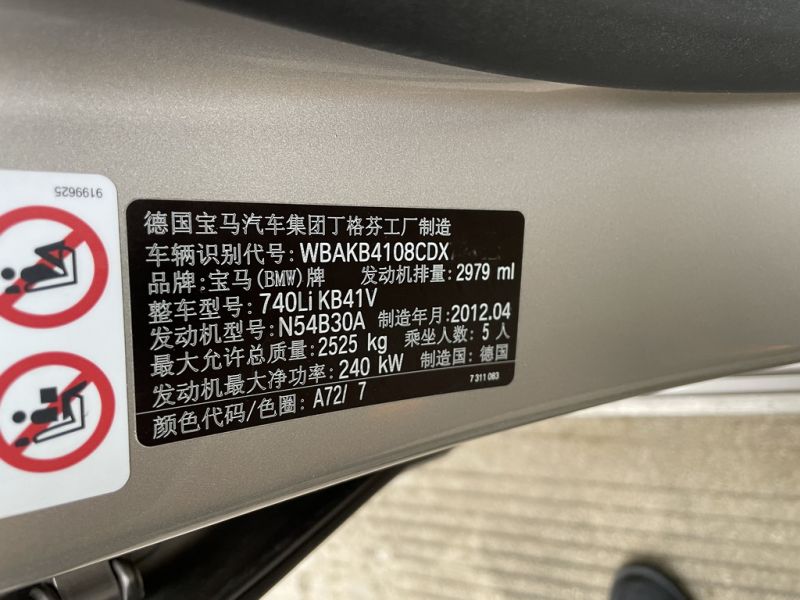 9199625
德国宝马汽车集团丁格芬工厂制造
车辆识别代号: WBAKB4108CDX
品牌: 宝马(BMW)牌 发动机排量: 2979 ml
整车型号: 740Li KB41V
发动机型号: N54B30A 制造年月: 2012.04
最大允许总质量: 2525 kg 乘坐人数: 5 人
发动机最大净功率: 240 kW 制造国: 德国
7 311 083
颜色代码/色圈: A72/ 7